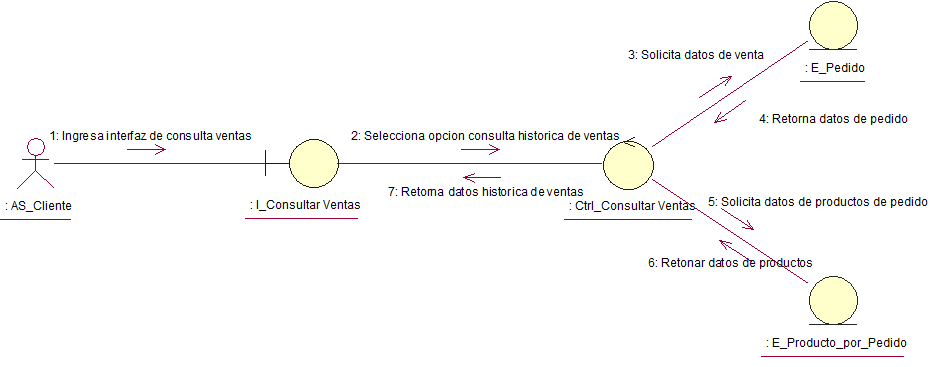 3: Solicita datos de venta
: E_Pedido
4: Retorna datos de pedido
1: Ingresa interfaz de consulta ventas
2: Selecciona opcion consulta historica de ventas
7: Retorna datos historica de ventas
: AS_Cliente
: I_Consultar Ventas
: Ctrl_Consultar Ventas
5: Solicita datos de productos de pedido
6: Retonar datos de productos
: E_Producto_por_Pedido